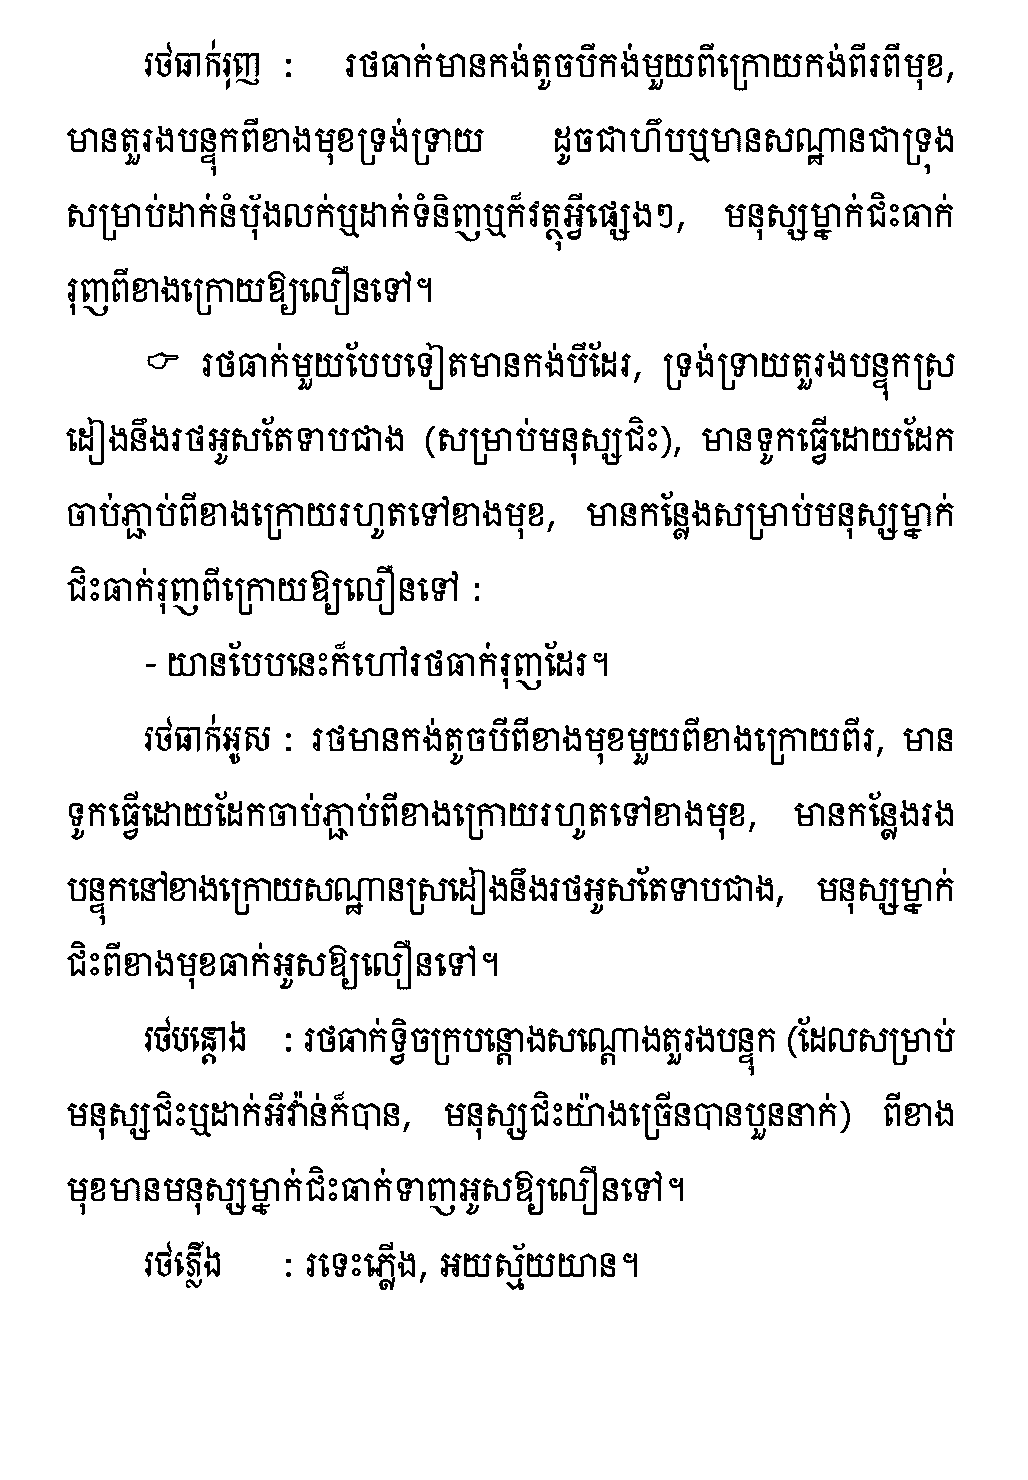 រថធាក់រុញ : រថធាក់មានកង់តូចបីកង់មួយពីក្រោយកង់ពីរពីមុខ,
មានតួរងបន្ទុកពីខាងមុខទ្រង់ទ្រាយ ដូចជាហឹបឬមានសណ្ឋានជាទ្រុង
សម្រាប់ដាក់នំប៉័ងលក់ឬដាក់ទំនិញឬក៏វត្ថុអ្វីផ្សេងៗ, មនុស្សម្នាក់ជិះធាក់
រុញពីខាងក្រោយឱ្យលឿនទៅ។
☞ រថធាក់មួយបែបទៀតមានកង់បីដែរ, ទ្រង់ទ្រាយតួរងបន្ទុកស្រ
ដៀងនឹងរថអូសតែទាបជាង (សម្រាប់មនុស្សជិះ), មានទូកធ្វើដោយដែក
ចាប់ភ្ជាប់ពីខាងក្រោយរហូតទៅខាងមុខ, មានកន្លែងសម្រាប់មនុស្សម្នាក់
ជិះធាក់រុញពីក្រោយឱ្យលឿនទៅ :
- យានបែបនេះក៏ហៅរថធាក់រុញដែរ។
រថធាក់អូស : រថមានកង់តូចបីពីខាងមុខមួយពីខាងក្រោយពីរ, មាន
ទូកធ្វើដោយដែកចាប់ភ្ជាប់ពីខាងក្រោយរហូតទៅខាងមុខ, មានកន្លែងរង
បន្ទុកនៅខាងក្រោយសណ្ឋានស្រដៀងនឹងរថអូសតែទាបជាង, មនុស្សម្នាក់
ជិះពីខាងមុខធាក់អូសឱ្យលឿនទៅ។
រថបន្តោង : រថធាក់ទ្វិចក្របន្តោងសណ្តោងតួរងបន្ទុក (ដែលសម្រាប់
មនុស្សជិះឬដាក់អីវ៉ាន់ក៏បាន, មនុស្សជិះយ៉ាងច្រើនបានបួននាក់) ពីខាង
មុខមានមនុស្សម្នាក់ជិះធាក់ទាញអូសឱ្យលឿនទៅ។
រថភ្លើង : រទេះភ្លើង, អយស្ម័យយាន។